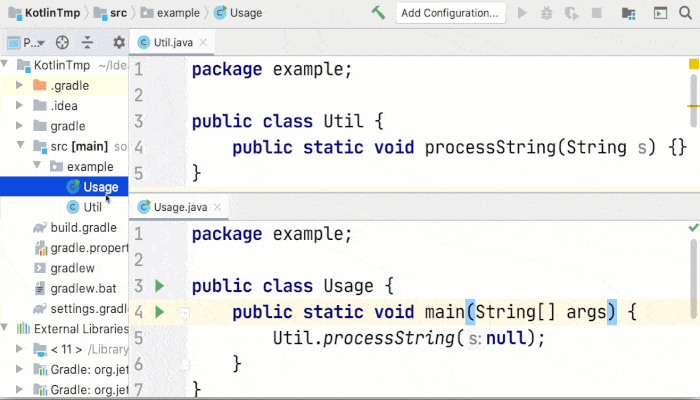 KotlinTmp src example Usage Add Configuration...
P...
KotlinTmp ~/Idea
.gradle
.idea
gradle
src [main] so
example
Usage
Util
build.gradle
gradle.propert
gradlew
gradlew.bat
settings.gradle
External Libraries
< 11 > /Library
Gradle: org.jet
Gradle: org.jet
Util.java
1 package example;
2
3 public class Util {
4 public static void processString(String s) {}
5 }
Usage.java
1 package example;
2
3 public class Usage {
4 public static void main(String[] args) {
5 Util.processString( s: null);
6 }
7 }